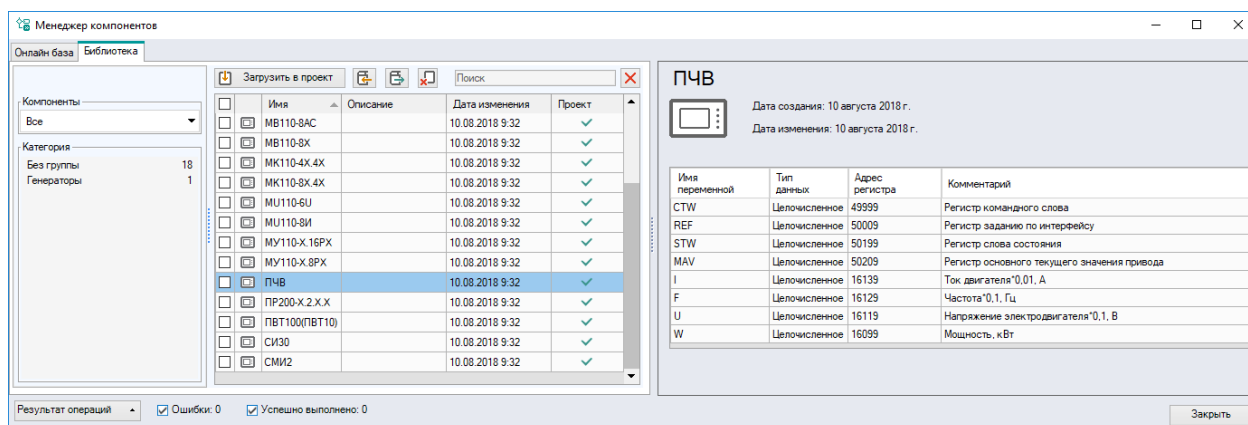 Менеджер компонентов
Онлайн база Библиотека
Компоненты
Все
Категория
Без группы 18
Генераторы 1
Загрузить в проект Поиск
Имя Описание Дата изменения Проект
МВ110-8АС 10.08.2018 9:32
МВ110-8Х 10.08.2018 9:32
МК110-4Х.4Х 10.08.2018 9:32
МК110-8Х.4Х 10.08.2018 9:32
MU110-6U 10.08.2018 9:32
MU110-8И 10.08.2018 9:32
МУ110-Х.16РХ 10.08.2018 9:32
МУ110-Х.8РХ 10.08.2018 9:32
ПЧВ 10.08.2018 9:32
ПР200-Х.2.Х.Х 10.08.2018 9:32
ПВТ100(ПВТ10) 10.08.2018 9:32
СИ30 10.08.2018 9:32
СМИ2 10.08.2018 9:32
ПЧВ
Дата создания: 10 августа 2018 г.
Дата изменения: 10 августа 2018 г.
Имя переменной Тип данных Адрес регистра Комментарий
CTW Целочисленное 49999 Регистр командного слова
REF Целочисленное 50009 Регистр заданию по интерфейсу
STW Целочисленное 50199 Регистр слова состояния
MAV Целочисленное 50209 Регистр основного текущего значения привода
I Целочисленное 16139 Ток двигателя*0,01, А
F Целочисленное 16129 Частота*0,1, Гц
U Целочисленное 16119 Напряжение электродвигателя*0,1, В
W Целочисленное 16099 Мощность, кВт
Результат операций Ошибки: 0 Успешно выполнено: 0
Закрыть